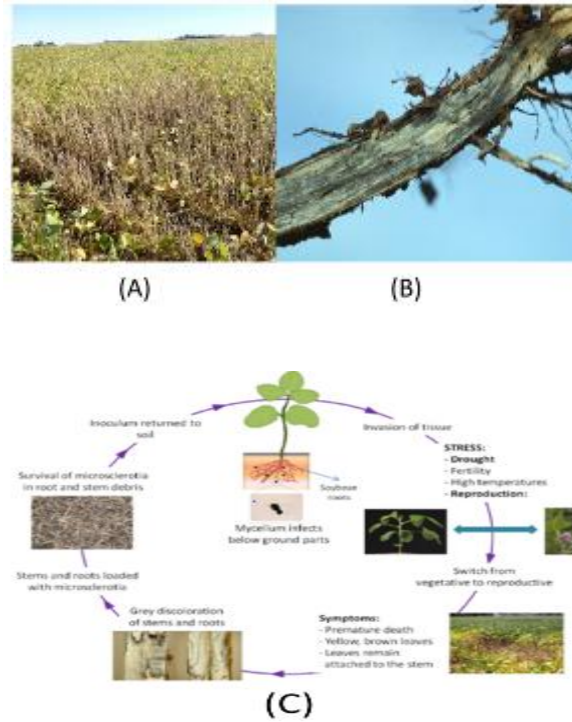 (A)
(B)
Inoculum returned to
soil
Invasion of tissue
STRESS:
- Drought
- Fertility
- High temperatures
- Reproduction:
Survival of microsclerotia
in root and stem debris
Soybean
roots
Mycelium infects
below ground parts
Stems and roots loaded
with microsclerotia
Switch from
vegetative to reproductive
Grey discoloration
of stems and roots
Symptoms:
- Premature death
- Yellow, brown leaves
- Leaves remain
attached to the stem
(C)